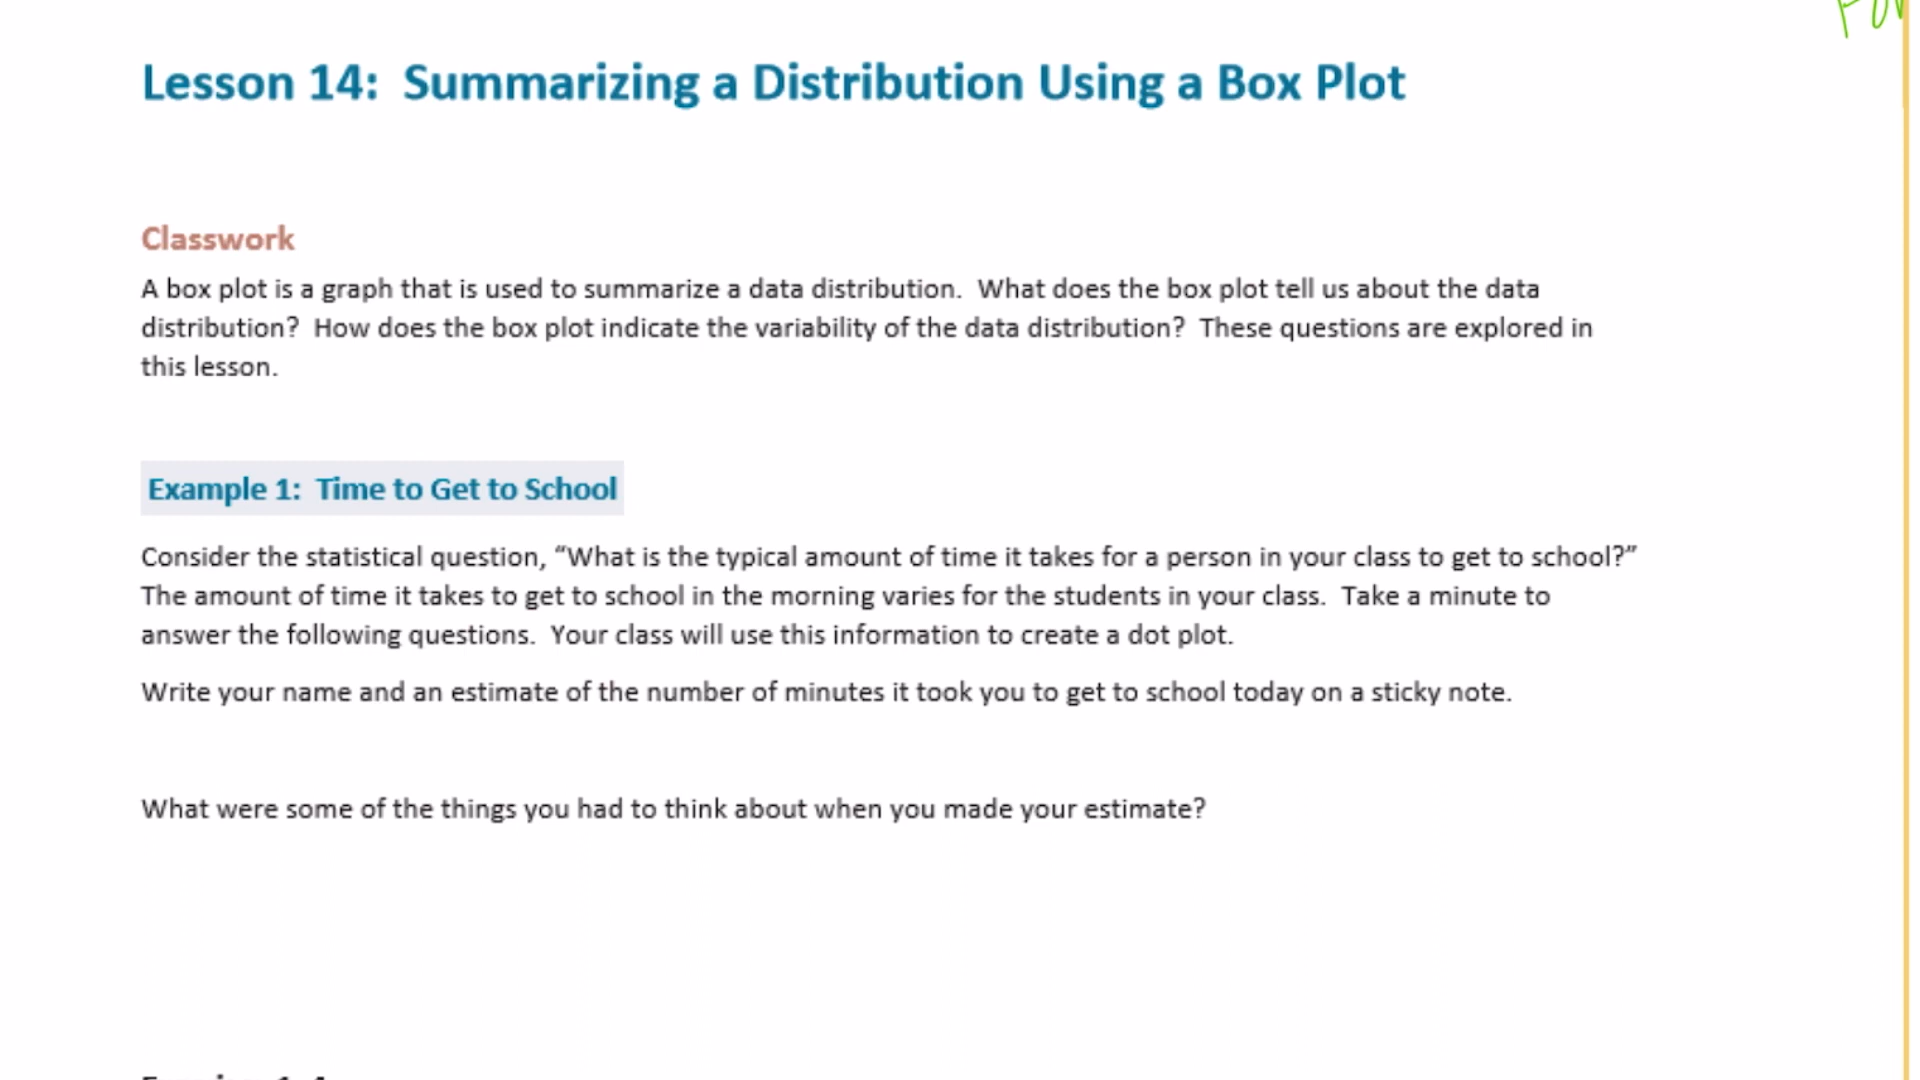 Lesson 14: Summarizing a Distribution Using a Box Plot
Classwork
A box plot is a graph that is used to summarize a data distribution. What does the box plot tell us about the data
distribution? How does the box plot indicate the variability of the data distribution? These questions are explored in
this lesson.
Example 1: Time to Get to School
Consider the statistical question, “What is the typical amount of time it takes for a person in your class to get to school?”
The amount of time it takes to get to school in the morning varies for the students in your class. Take a minute to
answer the following questions. Your class will use this information to create a dot plot.
Write your name and an estimate of the number of minutes it took you to get to school today on a sticky note.
What were some of the things you had to think about when you made your estimate?